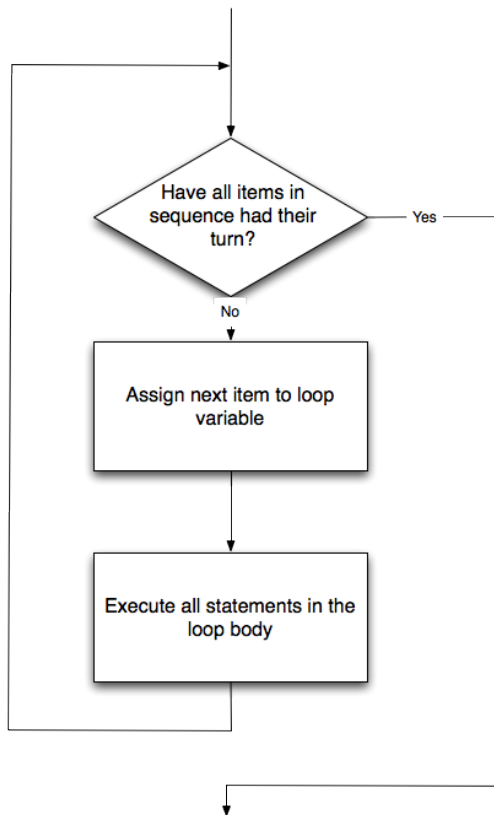 Have all items in
sequence had their
turn?
Yes
No
Assign next item to loop
variable
Execute all statements in the
loop body